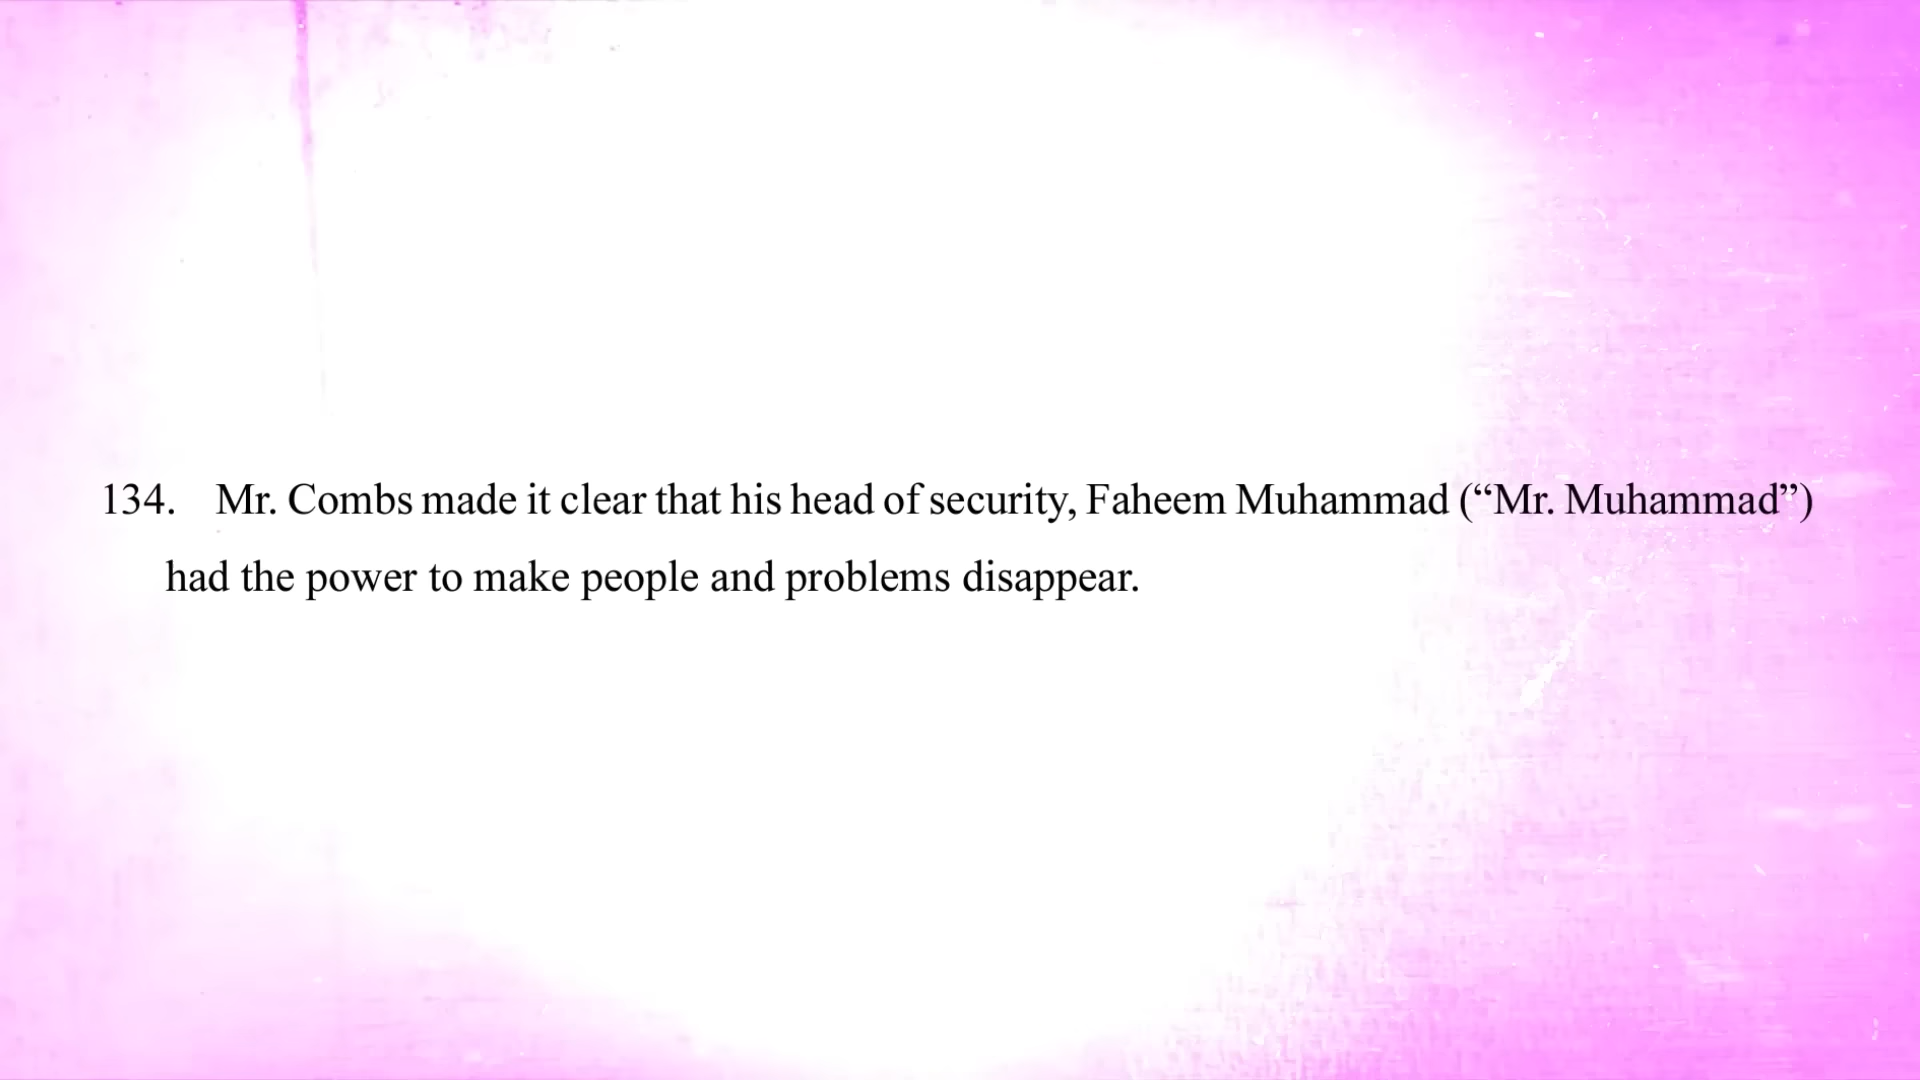 134. Mr. Combs made it clear that his head of security, Faheem Muhammad (“Mr. Muhammad”)
had the power to make people and problems disappear.